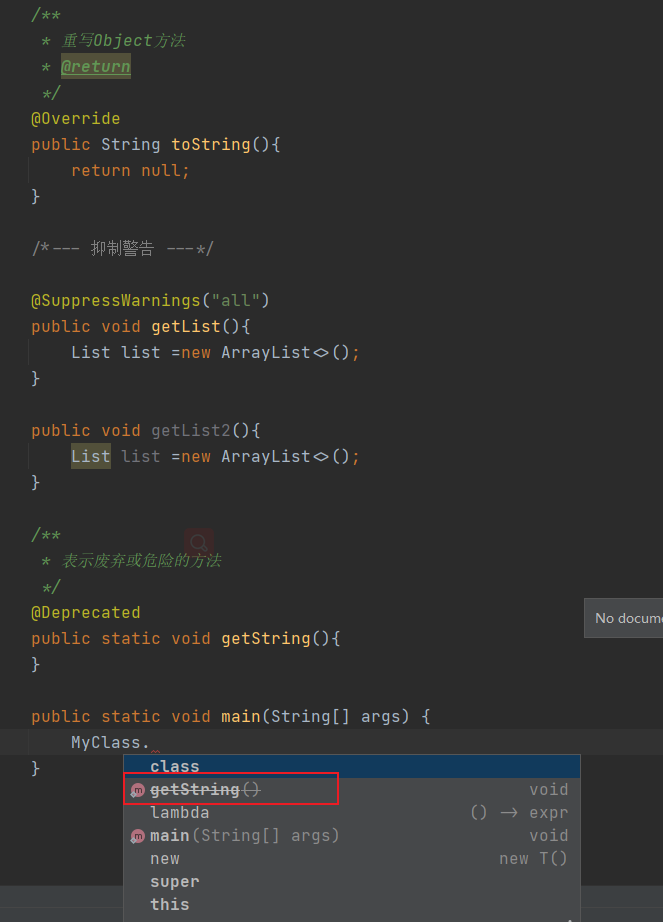 /**
 * 重写Object方法
 * @return
 */
@Override
public String toString(){
    return null;
}
/*--- 抑制警告 ---*/
@SuppressWarnings("all")
public void getList(){
    List list =new ArrayList<>();
}
public void getList2(){
    List list =new ArrayList<>();
}
/**
 * 表示废弃或危险的方法
 */
@Deprecated
public static void getString(){
}
No docume
public static void main(String[] args) {
    MyClass.
}
class
m getString() void
lambda () -> expr
m main(String[] args) void
new new T()
super
this